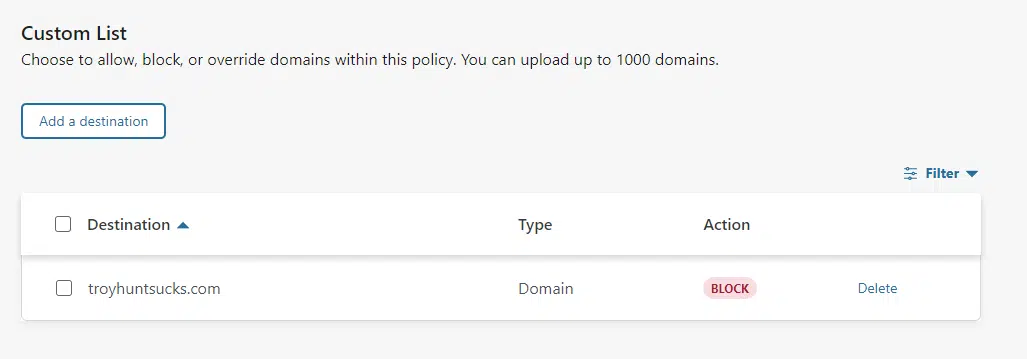 Custom List
Choose to allow, block, or override domains within this policy. You can upload up to 1000 domains.
Add a destination
Filter
Destination Type Action
troyhuntsucks.com Domain BLOCK Delete